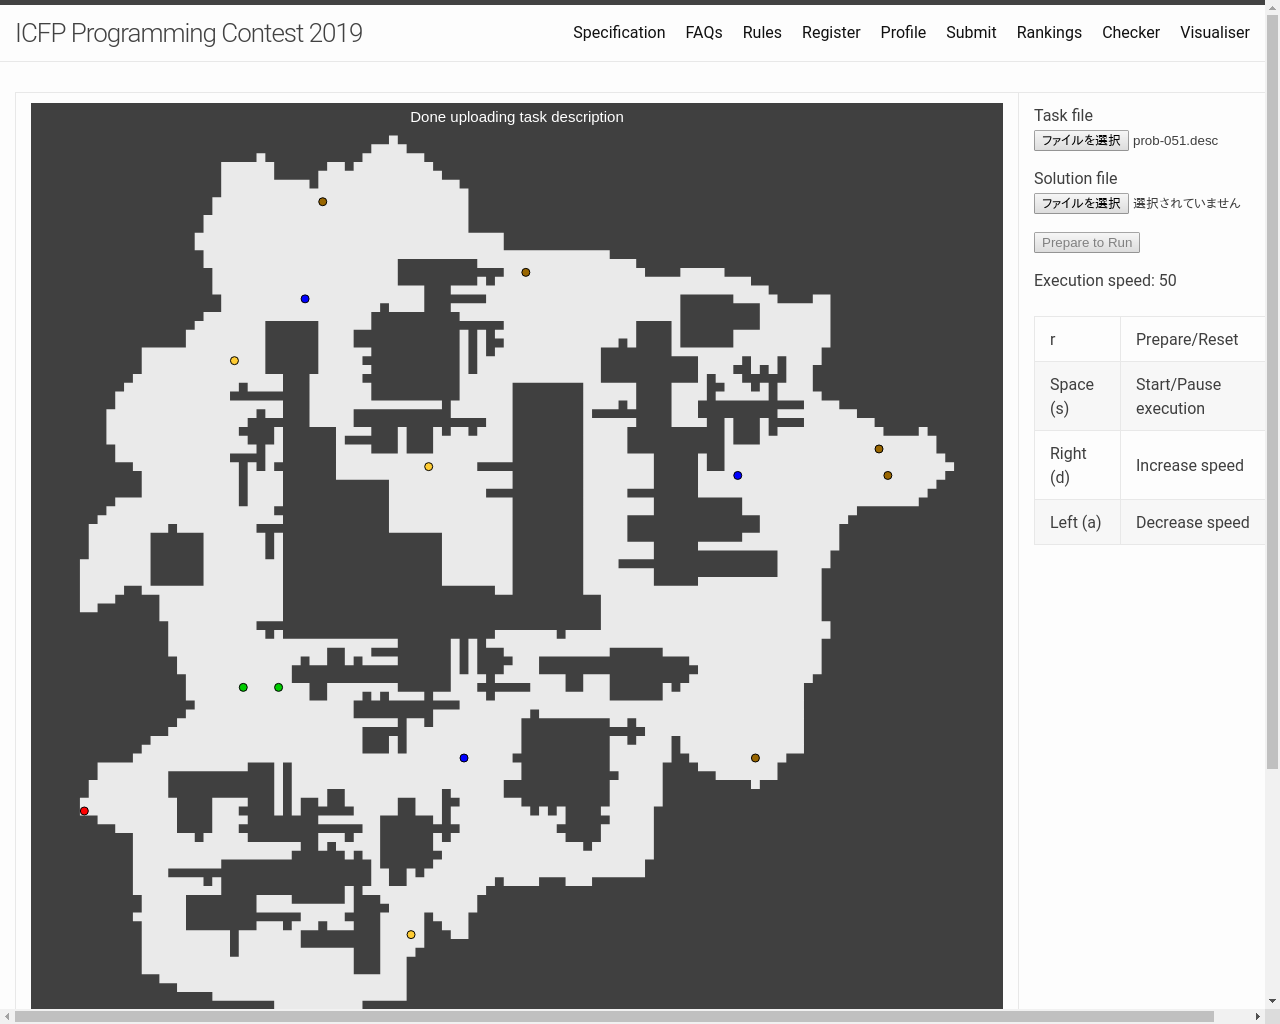 ICFP Programming Contest 2019
Specification FAQs Rules Register Profile Submit Rankings Checker Visualiser
Done uploading task description
Task file
ファイルを選択 prob-051.desc
Solution file
ファイルを選択 選択されていません
Prepare to Run
Execution speed: 50
r Prepare/Reset
Space (s) Start/Pause execution
Right (d) Increase speed
Left (a) Decrease speed